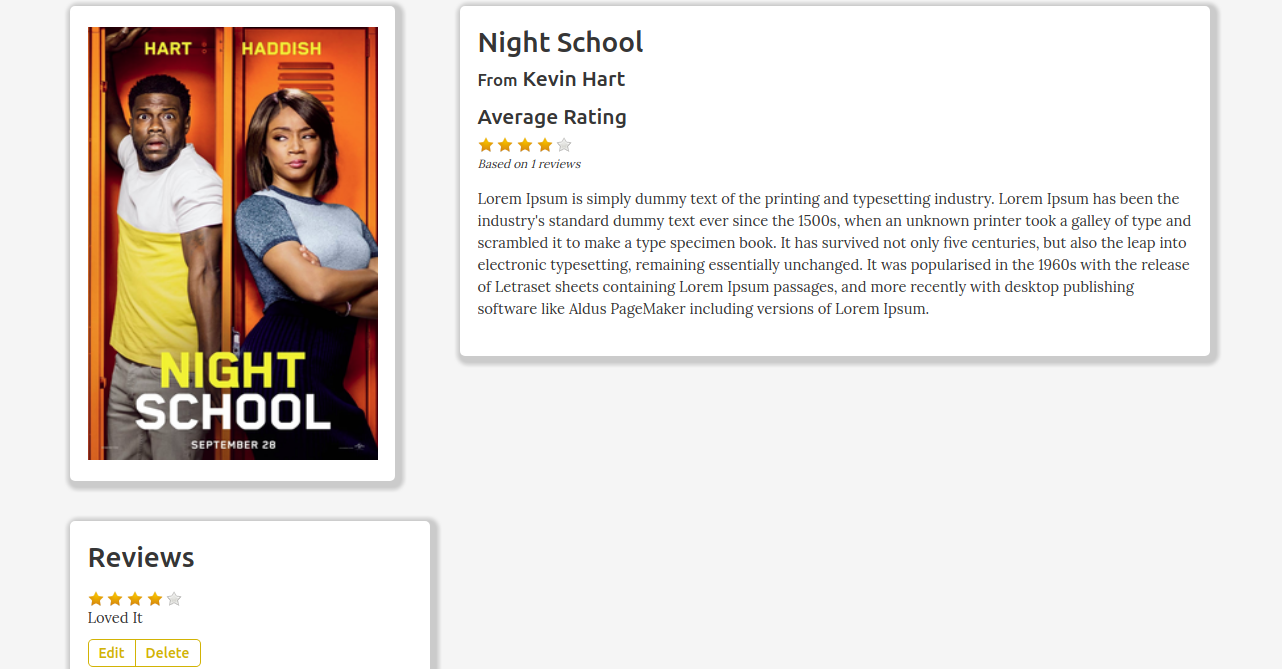 HART HADDISH
NIGHT
SCHOOL
SEPTEMBER 28
Night School
From Kevin Hart
Average Rating
Based on 1 reviews
Lorem Ipsum is simply dummy text of the printing and typesetting industry. Lorem Ipsum has been the
industry's standard dummy text ever since the 1500s, when an unknown printer took a galley of type and
scrambled it to make a type specimen book. It has survived not only five centuries, but also the leap into
electronic typesetting, remaining essentially unchanged. It was popularised in the 1960s with the release
of Letraset sheets containing Lorem Ipsum passages, and more recently with desktop publishing
software like Aldus PageMaker including versions of Lorem Ipsum.
Reviews
Loved It
Edit Delete